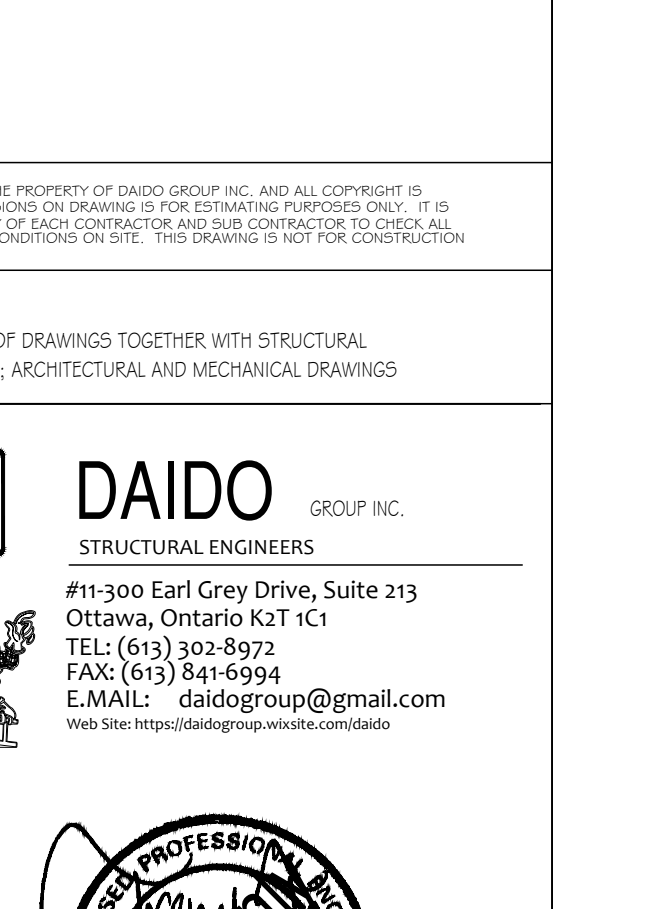 HE PROPERTY OF DAIDO GROUP INC. AND ALL COPYRIGHT IS
SIONS ON DRAWING IS FOR ESTIMATING PURPOSES ONLY. IT IS
Y OF EACH CONTRACTOR AND SUB CONTRACTOR TO CHECK ALL
ONDITIONS ON SITE. THIS DRAWING IS NOT FOR CONSTRUCTION
OF DRAWINGS TOGETHER WITH STRUCTURAL
; ARCHITECTURAL AND MECHANICAL DRAWINGS
DAIDO GROUP INC.
STRUCTURAL ENGINEERS
#11-300 Earl Grey Drive, Suite 213
Ottawa, Ontario K2T 1C1
TEL: (613) 302-8972
FAX: (613) 841-6994
E.MAIL: daidogroup@gmail.com
Web Site: https://daidogroup.wixsite.com/daido
SED PROFESSIONAL ENG